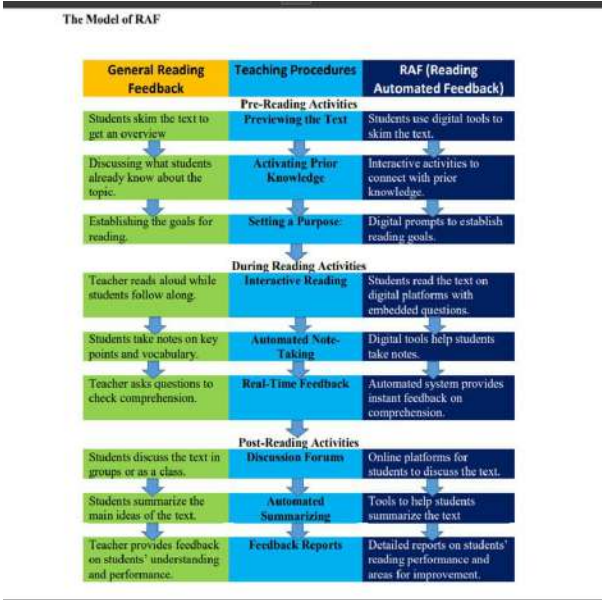 The Model of RAF
General Reading
Feedback
Teaching Procedures
RAF (Reading
Automated Feedback)
Pre-Reading Activities
Students skim the text to
get an overview
Previewing the Text
Students use digital tools to
skim the text.
Discussing what students
already know about the
topic.
Activating Prior
Knowledge
Interactive activities to
connect with prior
knowledge.
Establishing the goals for
reading.
Setting a Purpose:
Digital prompts to establish
reading goals.
During Reading Activities
Teacher reads aloud while
students follow along.
Interactive Reading
Students read the text on
digital platforms with
embedded questions.
Students take notes on key
points and vocabulary.
Automated Note-
Taking
Digital tools help students
take notes.
Teacher asks questions to
check comprehension.
Real-Time Feedback
Automated system provides
instant feedback on
comprehension.
Post-Reading Activities
Students discuss the text in
groups or as a class.
Discussion Forums
Online platforms for
students to discuss the text.
Students summarize the
main ideas of the text.
Automated
Summarizing
Tools to help students
summarize the text
Teacher provides feedback
on students' understanding
and performance.
Feedback Reports
Detailed reports on students'
reading performance and
areas for improvement.